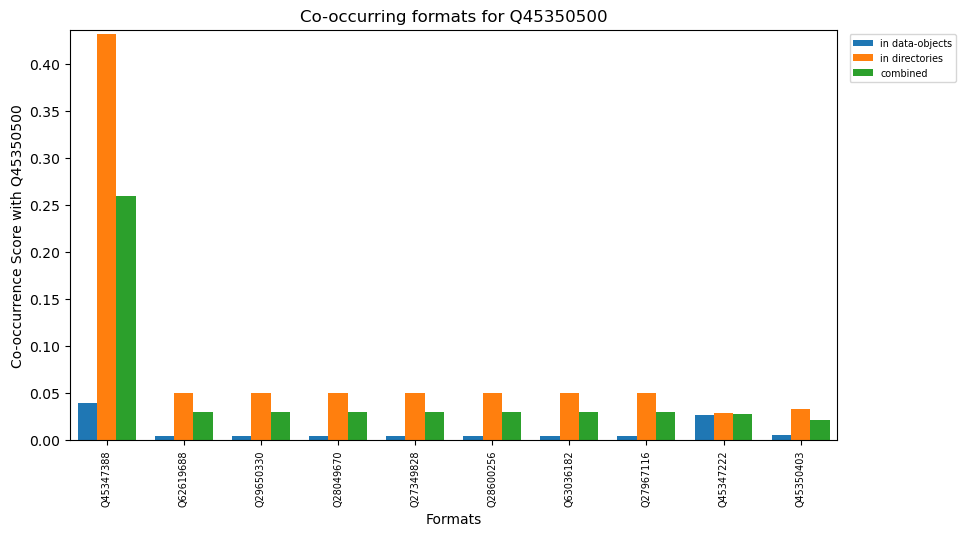 Co-occurring formats for Q45350500
in data-objects
in directories
combined
Co-occurrence Score with Q45350500
0.40
0.35
0.30
0.25
0.20
0.15
0.10
0.05
0.00
Q45347388
Q62619688
Q29650330
Q28049670
Q27349828
Q28600256
Q63036182
Q27967116
Q45347222
Q45350403
Formats